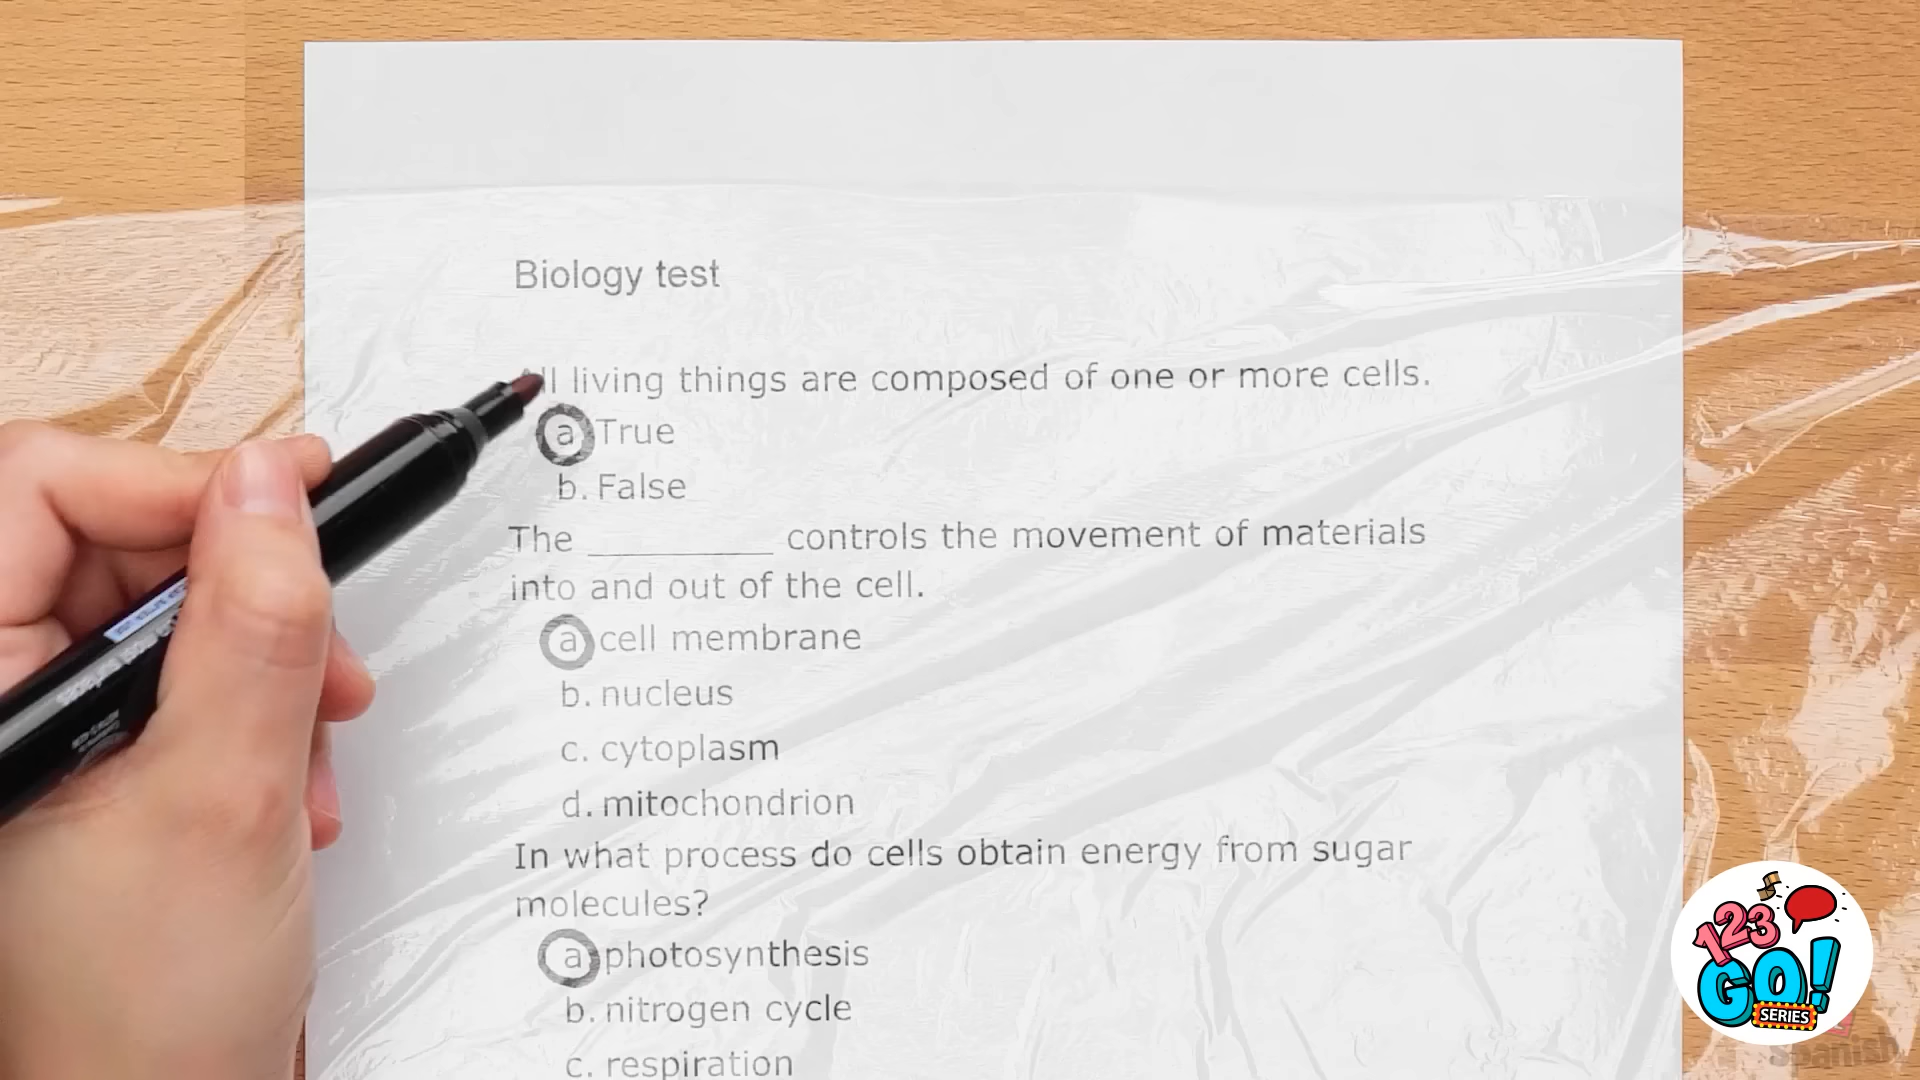 Biology test
All living things are composed of one or more cells.
a True
b. False
The __________ controls the movement of materials
into and out of the cell.
a cell membrane
b. nucleus
c. cytoplasm
d. mitochondrion
In what process do cells obtain energy from sugar
molecules?
a photosynthesis
b. nitrogen cycle
c. respiration
123
GO!
SERIES
Spanish